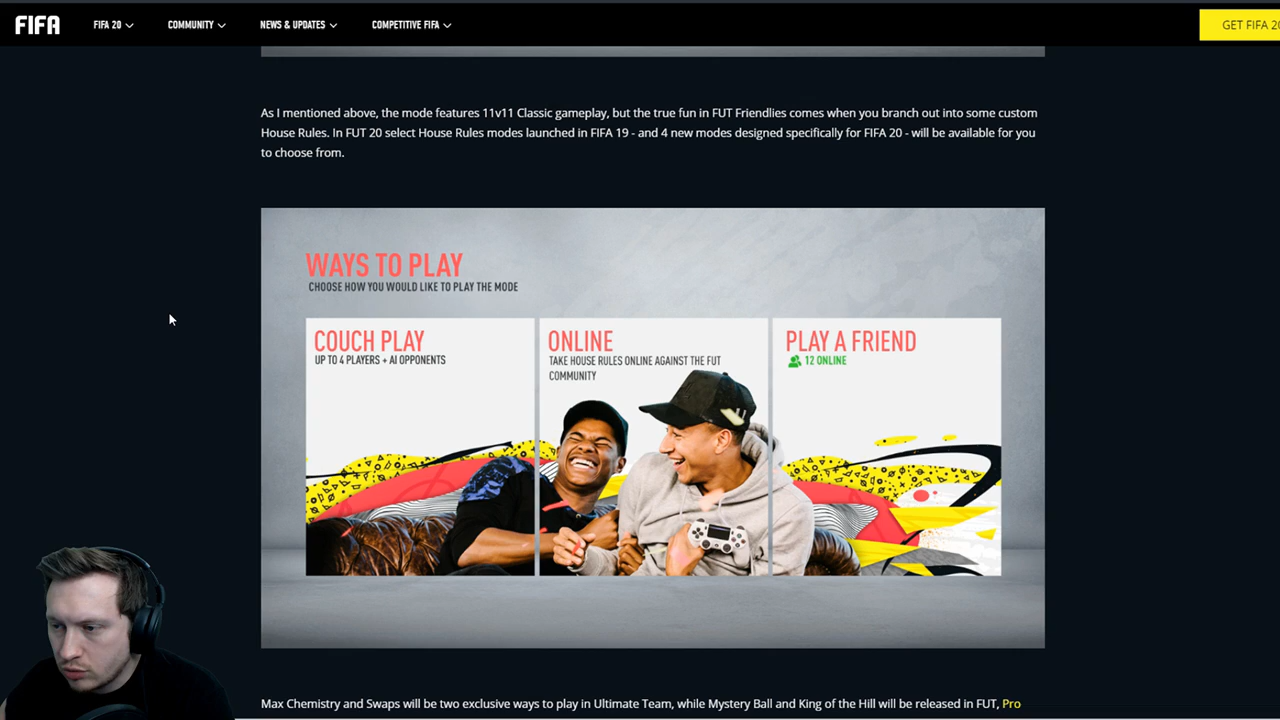 FIFA
FIFA 20
COMMUNITY
NEWS & UPDATES
COMPETITIVE FIFA
GET FIFA 20
As I mentioned above, the mode features 11v11 Classic gameplay, but the true fun in FUT Friendlies comes when you branch out into some custom
House Rules. In FUT 20 select House Rules modes launched in FIFA 19 - and 4 new modes designed specifically for FIFA 20 - will be available for you
to choose from.
WAYS TO PLAY
CHOOSE HOW YOU WOULD LIKE TO PLAY THE MODE
COUCH PLAY
UP TO 4 PLAYERS + AI OPPONENTS
ONLINE
TAKE HOUSE RULES ONLINE AGAINST THE FUT
COMMUNITY
PLAY A FRIEND
12 ONLINE
Max Chemistry and Swaps will be two exclusive ways to play in Ultimate Team, while Mystery Ball and King of the Hill will be released in FUT, Pro